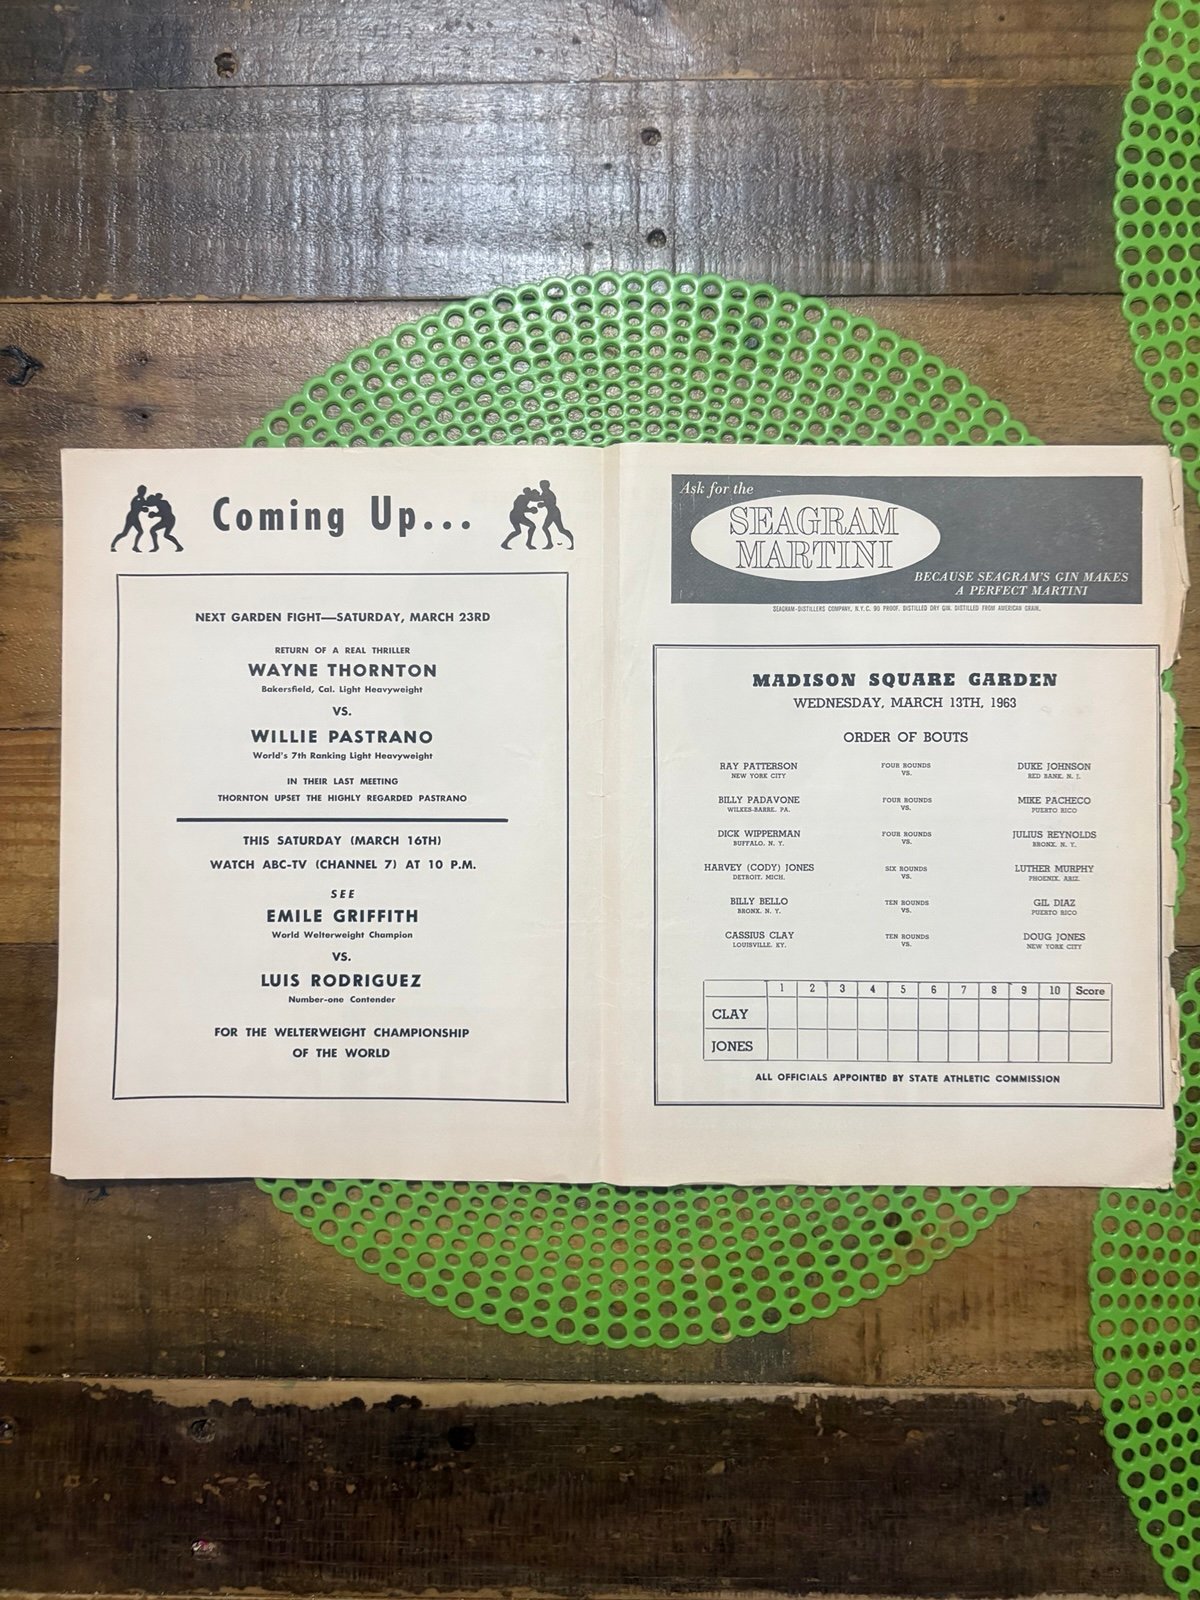 Coming Up...
NEXT GARDEN FIGHT—SATURDAY, MARCH 23RD
RETURN OF A REAL THRILLER
WAYNE THORNTON
Bakersfield, Cal. Light Heavyweight
VS.
WILLIE PASTRANO
World's 7th Ranking Light Heavyweight
IN THEIR LAST MEETING
THORNTON UPSET THE HIGHLY REGARDED PASTRANO
THIS SATURDAY (MARCH 16TH)
WATCH ABC-TV (CHANNEL 7) AT 10 P.M.
SEE
EMILE GRIFFITH
World Welterweight Champion
VS.
LUIS RODRIGUEZ
Number-one Contender
FOR THE WELTERWEIGHT CHAMPIONSHIP
OF THE WORLD
Ask for the
SEAGRAM
MARTINI
BECAUSE SEAGRAM'S GIN MAKES
A PERFECT MARTINI
SEAGRAM-DISTILLERS COMPANY, N.Y.C. 90 PROOF. DISTILLED DRY GIN. DISTILLED FROM AMERICAN GRAIN.
MADISON SQUARE GARDEN
WEDNESDAY, MARCH 13TH, 1963
ORDER OF BOUTS
RAY PATTERSON FOUR ROUNDS DUKE JOHNSON
NEW YORK CITY VS. RED BANK, N. J.
BILLY PADAVONE FOUR ROUNDS MIKE PACHECO
WILKES-BARRE, PA. VS. PUERTO RICO
DICK WIPPERMAN FOUR ROUNDS JULIUS REYNOLDS
BUFFALO, N. Y. VS. BRONX, N. Y.
HARVEY (CODY) JONES SIX ROUNDS LUTHER MURPHY
DETROIT, MICH. VS. PHOENIX, ARIZ.
BILLY BELLO TEN ROUNDS GIL DIAZ
BRONX, N. Y. VS. PUERTO RICO
CASSIUS CLAY TEN ROUNDS DOUG JONES
LOUISVILLE, KY. VS. NEW YORK CITY
1 2 3 4 5 6 7 8 9 10 Score
CLAY
JONES
ALL OFFICIALS APPOINTED BY STATE ATHLETIC COMMISSION